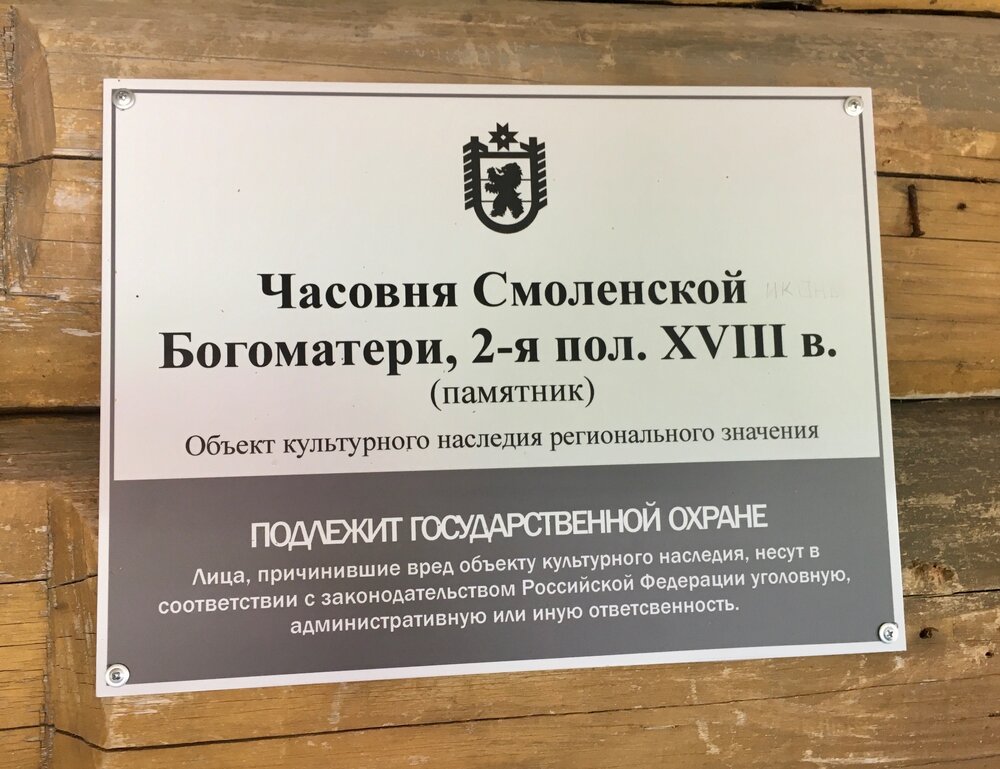 Часовня Смоленской иконы
Богоматери, 2-я пол. XVIII в.
(памятник)
Объект культурного наследия регионального значения
ПОДЛЕЖИТ ГОСУДАРСТВЕННОЙ ОХРАНЕ
Лица, причинившие вред объекту культурного наследия, несут в
соответствии с законодательством Российской Федерации уголовную,
административную или иную ответсвенность.